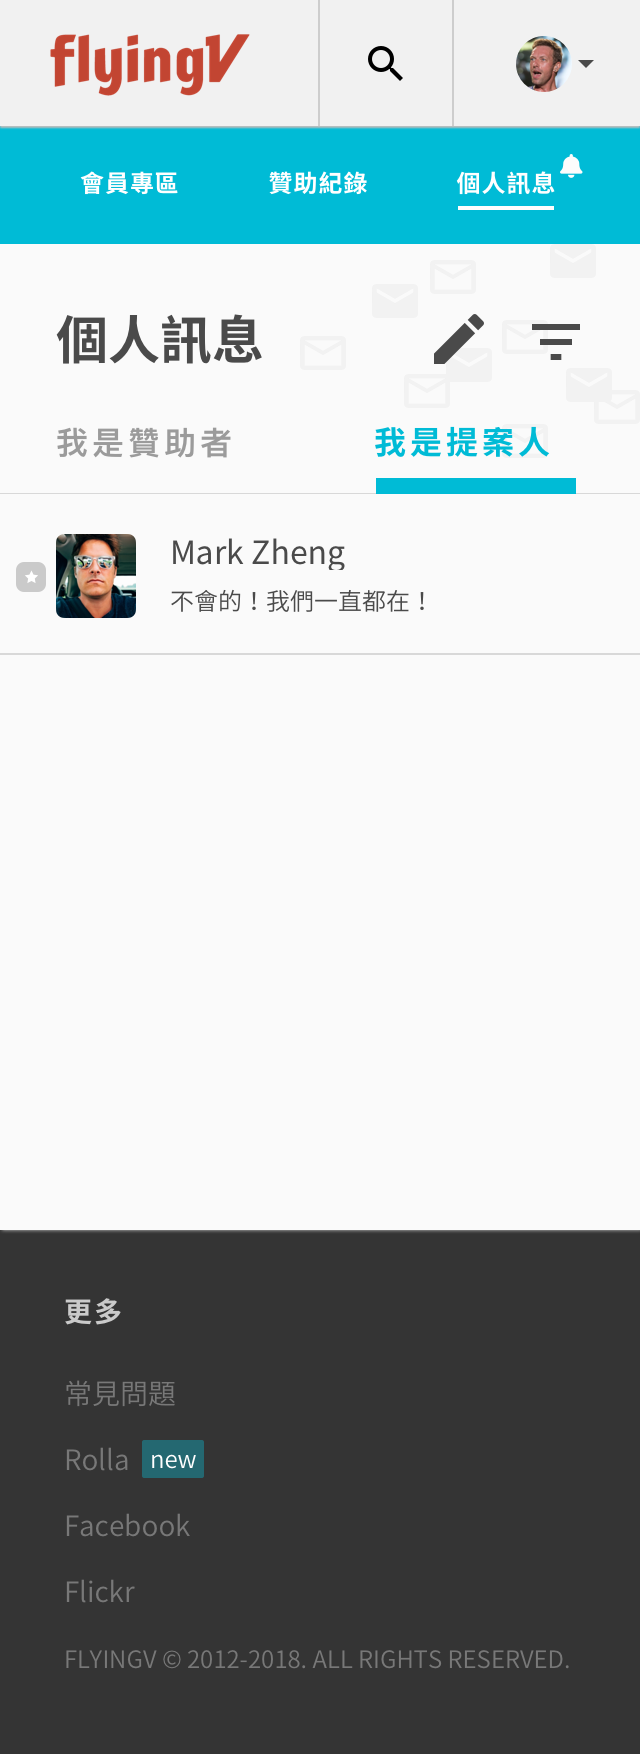 flyingV
會員專區
贊助紀錄
個人訊息
個人訊息
我是贊助者
我是提案人
Mark Zheng
不會的！我們一直都在！
更多
常見問題
Rolla new
Facebook
Flickr
FLYINGV © 2012-2018. ALL RIGHTS RESERVED.